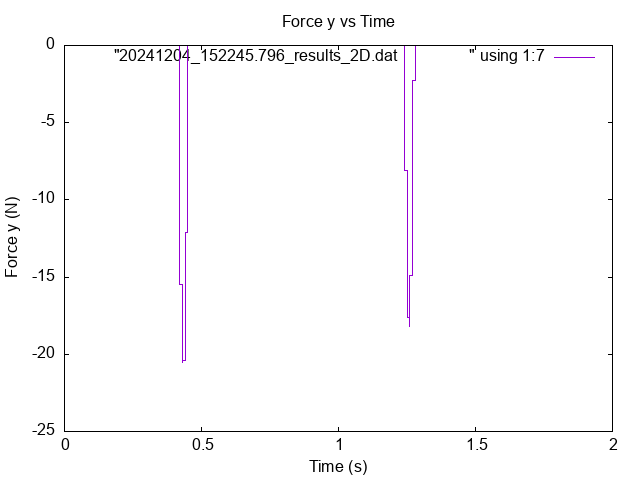 Force y vs Time
"20241204_152245.796_results_2D.dat" using 1:7
0
-5
-10
-15
-20
-25
Force y (N)
0 0.5 1 1.5 2
Time (s)